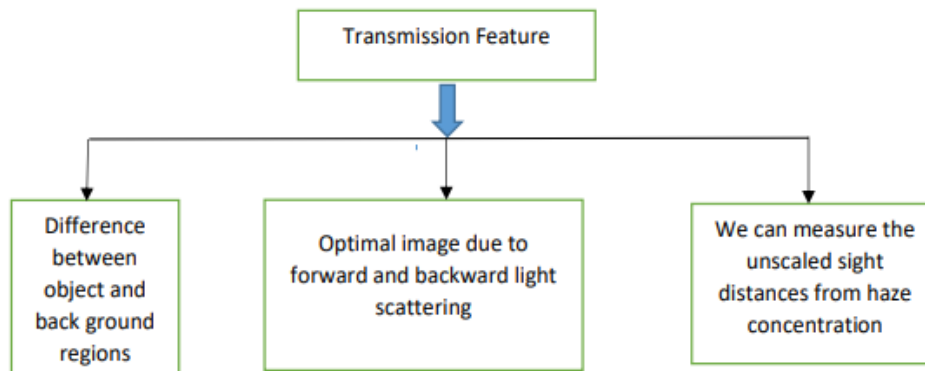 Transmission Feature
Difference
between
object and
back ground
regions
Optimal image due to
forward and backward light
scattering
We can measure the
unscaled sight
distances from haze
concentration